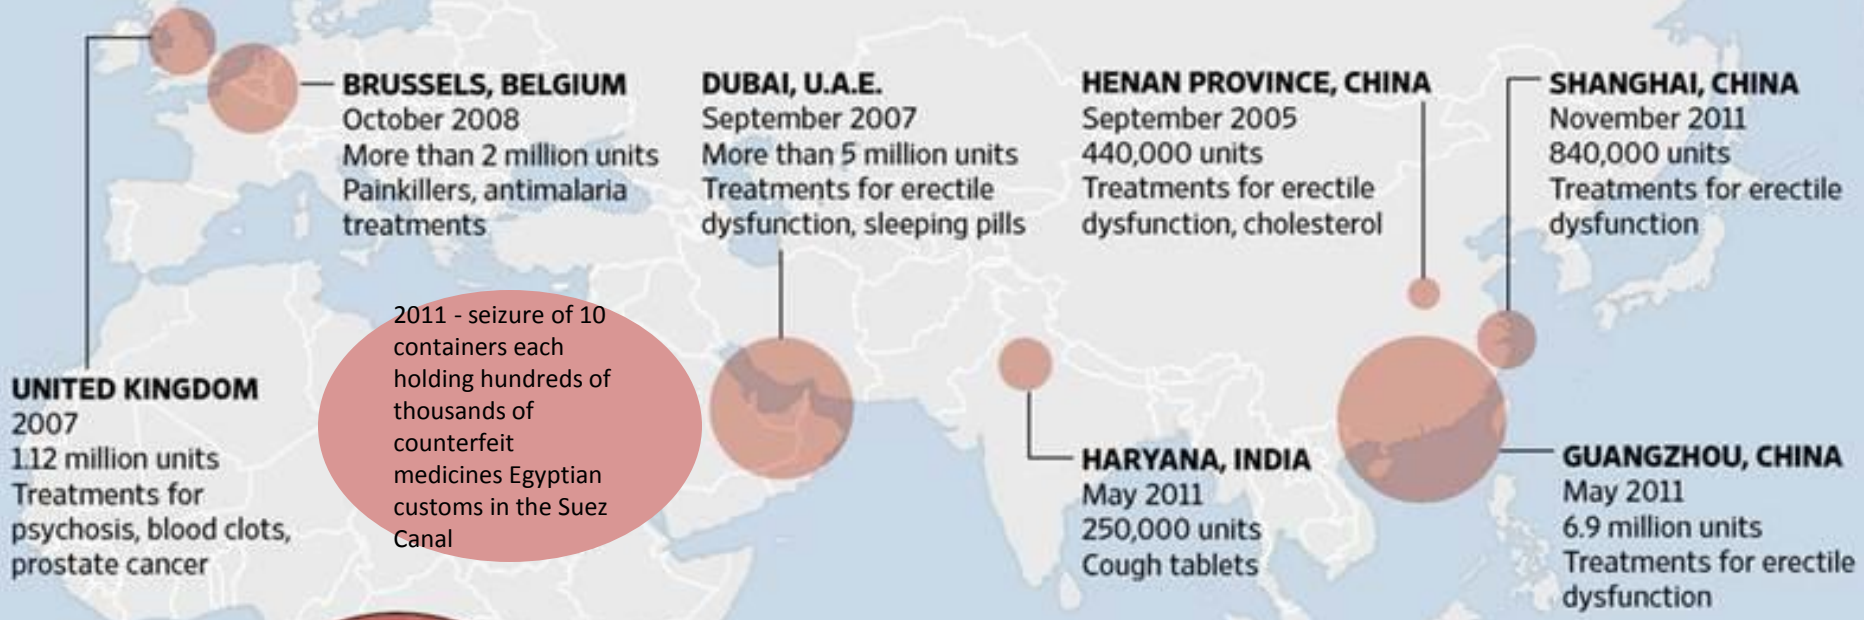 BRUSSELS, BELGIUM
October 2008
More than 2 million units
Painkillers, antimalaria
treatments
DUBAI, U.A.E.
September 2007
More than 5 million units
Treatments for erectile
dysfunction, sleeping pills
HENAN PROVINCE, CHINA
September 2005
440,000 units
Treatments for erectile
dysfunction, cholesterol
SHANGHAI, CHINA
November 2011
840,000 units
Treatments for erectile
dysfunction
UNITED KINGDOM
2007
1.12 million units
Treatments for
psychosis, blood clots,
prostate cancer
2011 - seizure of 10
containers each
holding hundreds of
thousands of
counterfeit
medicines Egyptian
customs in the Suez
Canal
HARYANA, INDIA
May 2011
250,000 units
Cough tablets
GUANGZHOU, CHINA
May 2011
6.9 million units
Treatments for erectile
dysfunction